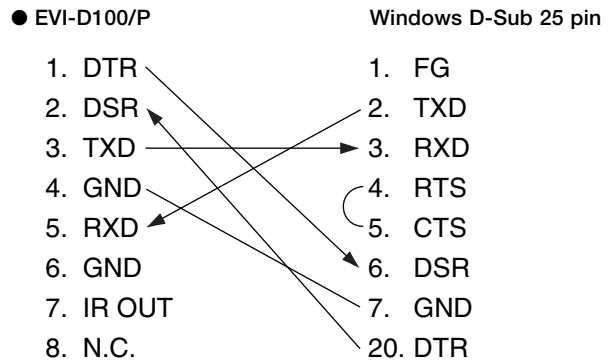 ● EVI-D100/P Windows D-Sub 25 pin
1. DTR 1. FG
2. DSR 2. TXD
3. TXD 3. RXD
4. GND 4. RTS
5. RXD 5. CTS
6. GND 6. DSR
7. IR OUT 7. GND
8. N.C. 20. DTR